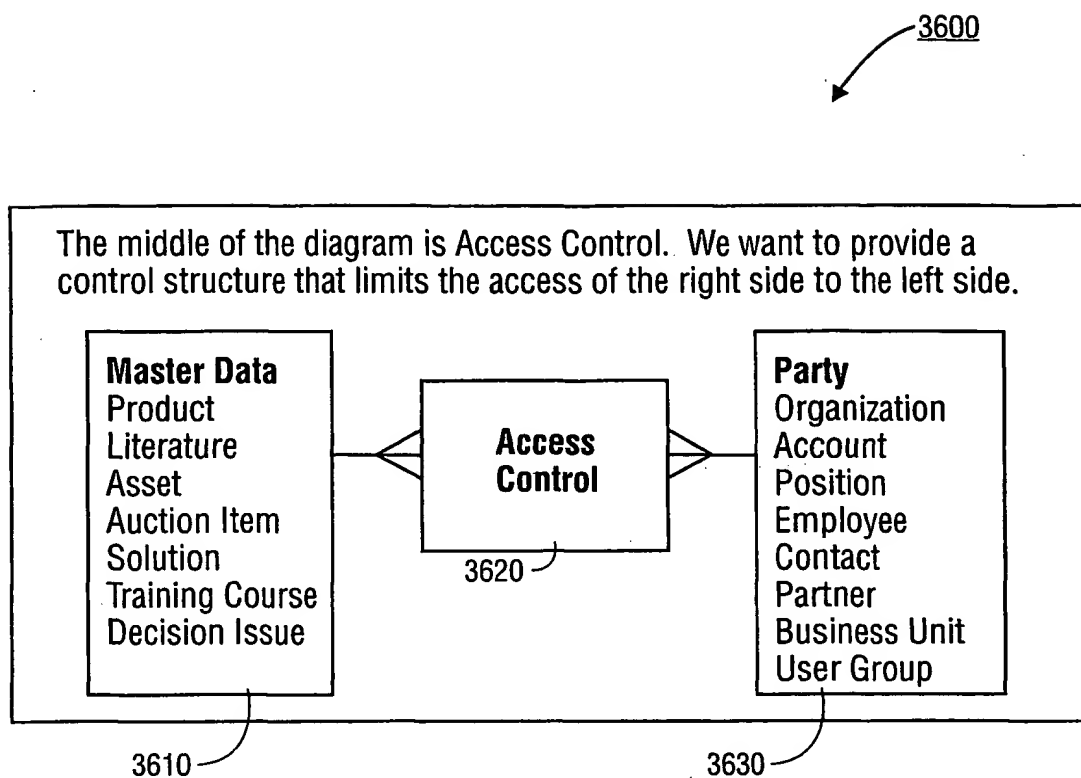 3600
The middle of the diagram is Access Control. We want to provide a
control structure that limits the access of the right side to the left side.
Master Data
Product
Literature
Asset
Auction Item
Solution
Training Course
Decision Issue
3610
Access
Control
3620
Party
Organization
Account
Position
Employee
Contact
Partner
Business Unit
User Group
3630